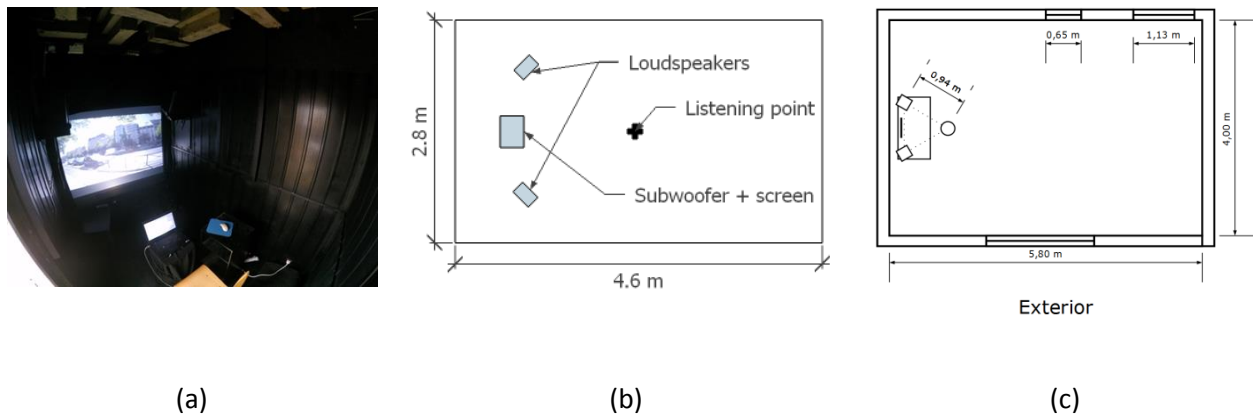 Loudspeakers
Listening point
Subwoofer + screen
2.8 m
4.6 m
0,65 m
1,13 m
0,94 m
4,00 m
5,80 m
Exterior
(a)
(b)
(c)